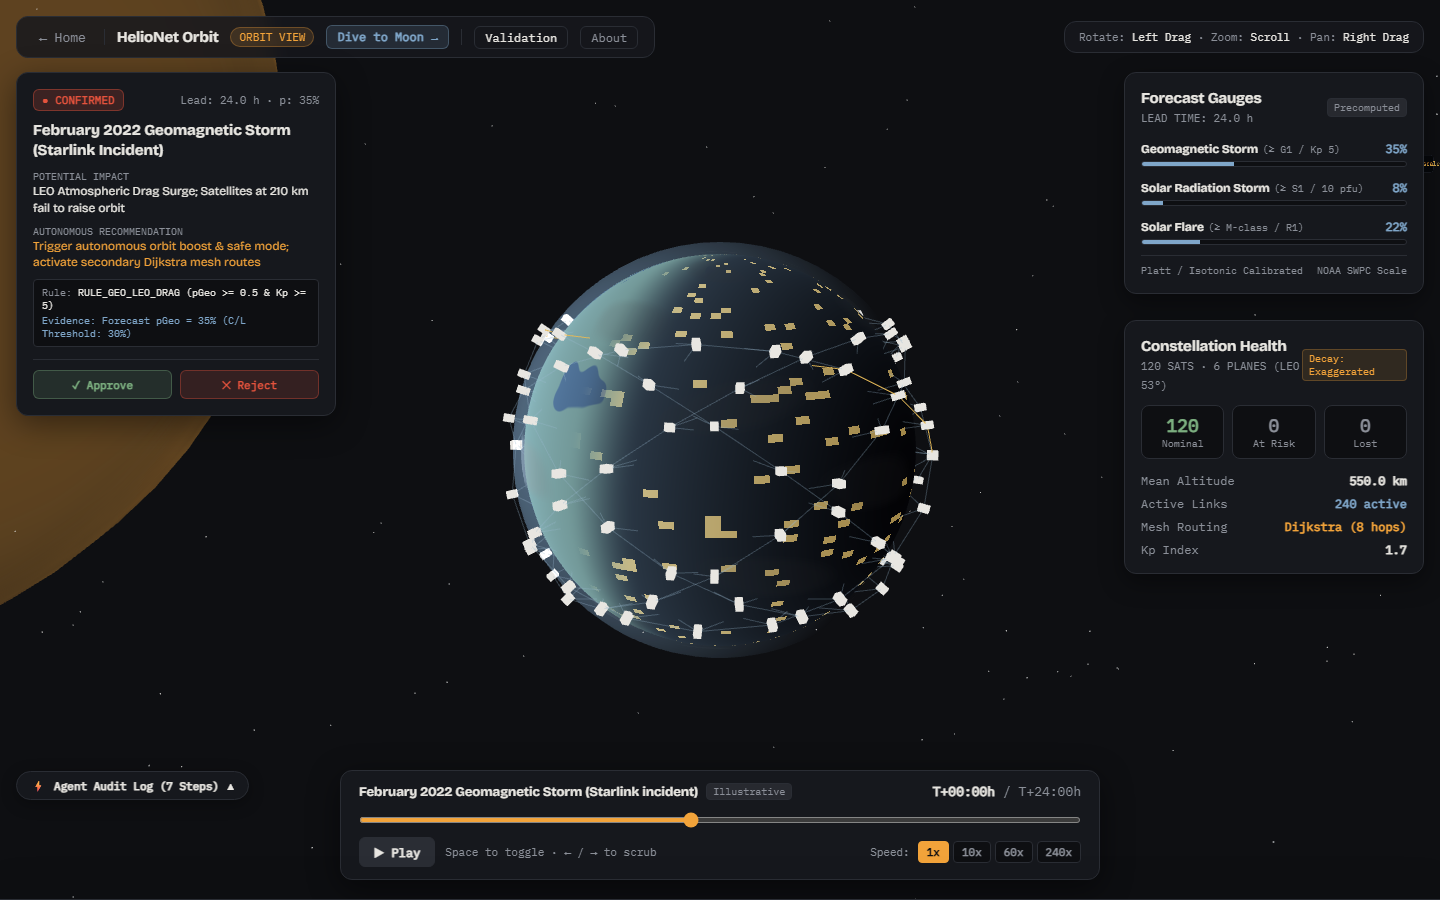 ← Home
HelioNet Orbit
ORBIT VIEW
Dive to Moon →
Validation
About
Rotate: Left Drag · Zoom: Scroll · Pan: Right Drag
● CONFIRMED
Lead: 24.0 h · p: 35%
February 2022 Geomagnetic Storm
(Starlink Incident)
POTENTIAL IMPACT
LEO Atmospheric Drag Surge; Satellites at 210 km
fail to raise orbit
AUTONOMOUS RECOMMENDATION
Trigger autonomous orbit boost & safe mode;
activate secondary Dijkstra mesh routes
Rule: RULE_GEO_LEO_DRAG (pGeo >= 0.5 & Kp >=
5)
Evidence: Forecast pGeo = 35% (C/L
Threshold: 30%)
✓ Approve
✕ Reject
Forecast Gauges
Precomputed
LEAD TIME: 24.0 h
Geomagnetic Storm (≥ G1 / Kp 5) 35%
Solar Radiation Storm (≥ S1 / 10 pfu) 8%
Solar Flare (≥ M-class / R1) 22%
Platt / Isotonic Calibrated
NOAA SWPC Scale
Constellation Health
120 SATS · 6 PLANES (LEO
53°)
Decay:
Exaggerated
120
Nominal
0
At Risk
0
Lost
Mean Altitude 550.0 km
Active Links 240 active
Mesh Routing Dijkstra (8 hops)
Kp Index 1.7
Agent Audit Log (7 Steps) ▲
February 2022 Geomagnetic Storm (Starlink incident)
Illustrative
T+00:00h / T+24:00h
▶ Play
Space to toggle · ← / → to scrub
Speed: 1x 10x 60x 240x